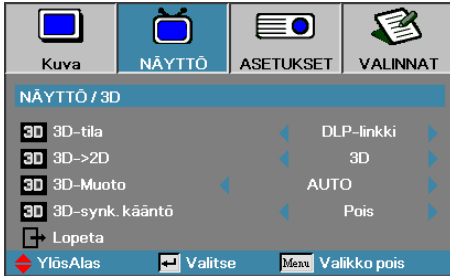 Kuva NÄYTTÖ ASETUKSET VALINNAT
NÄYTTÖ / 3D
3D 3D-tila DLP-linkki
3D 3D->2D 3D
3D 3D-Muoto AUTO
3D 3D-synk. kääntö Pois
Lopeta
YlösAlas Valitse Menu Valikko pois